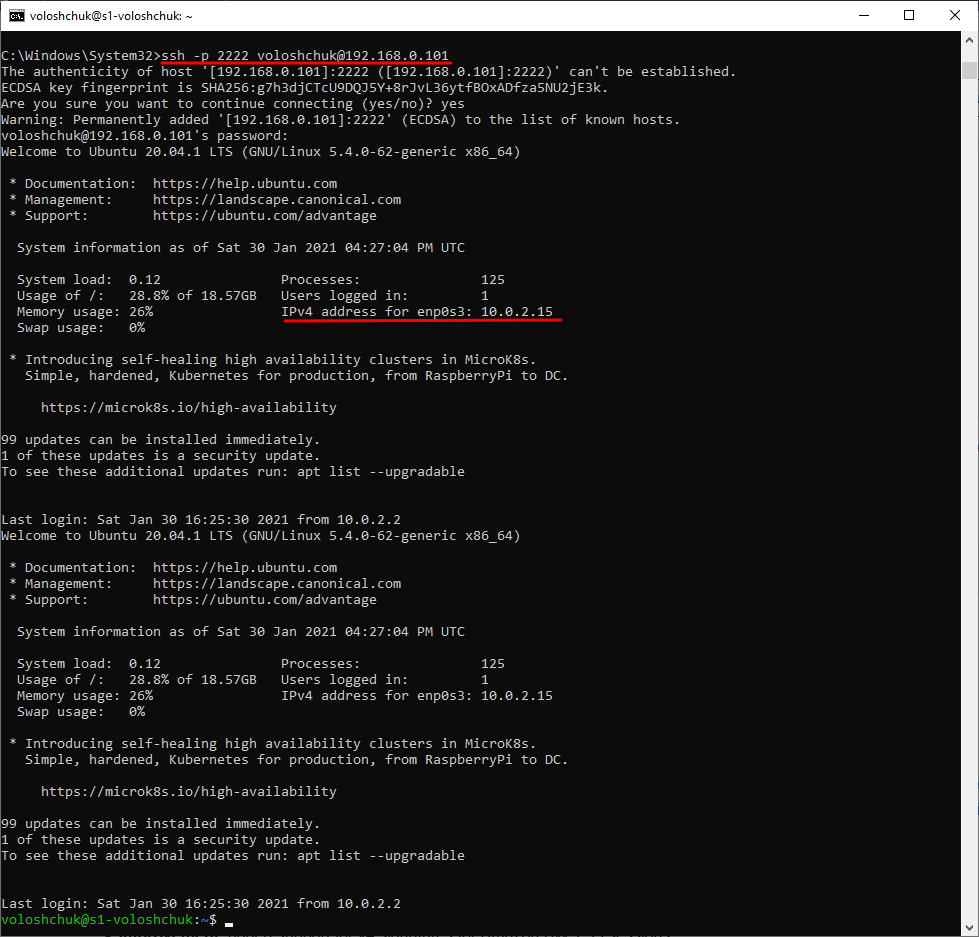 voloshchuk@s1-voloshchuk: ~
C:\Windows\System32>ssh -p 2222 voloshchuk@192.168.0.101
The authenticity of host '[192.168.0.101]:2222 ([192.168.0.101]:2222)' can't be established.
ECDSA key fingerprint is SHA256:g7h3djCTcU9DQJ5Y+8rJvL36ytfBOxADfza5NU2jE3k.
Are you sure you want to continue connecting (yes/no)? yes
Warning: Permanently added '[192.168.0.101]:2222' (ECDSA) to the list of known hosts.
voloshchuk@192.168.0.101's password:
Welcome to Ubuntu 20.04.1 LTS (GNU/Linux 5.4.0-62-generic x86_64)
* Documentation:  https://help.ubuntu.com
* Management:     https://landscape.canonical.com
* Support:        https://ubuntu.com/advantage
System information as of Sat 30 Jan 2021 04:27:04 PM UTC
System load:  0.12               Processes:               125
Usage of /:   28.8% of 18.57GB   Users logged in:         1
Memory usage: 26%                IPv4 address for enp0s3: 10.0.2.15
Swap usage:   0%
* Introducing self-healing high availability clusters in MicroK8s.
Simple, hardened, Kubernetes for production, from RaspberryPi to DC.
https://microk8s.io/high-availability
99 updates can be installed immediately.
1 of these updates is a security update.
To see these additional updates run: apt list --upgradable
Last login: Sat Jan 30 16:25:30 2021 from 10.0.2.2
Welcome to Ubuntu 20.04.1 LTS (GNU/Linux 5.4.0-62-generic x86_64)
* Documentation:  https://help.ubuntu.com
* Management:     https://landscape.canonical.com
* Support:        https://ubuntu.com/advantage
System information as of Sat 30 Jan 2021 04:27:04 PM UTC
System load:  0.12               Processes:               125
Usage of /:   28.8% of 18.57GB   Users logged in:         1
Memory usage: 26%                IPv4 address for enp0s3: 10.0.2.15
Swap usage:   0%
* Introducing self-healing high availability clusters in MicroK8s.
Simple, hardened, Kubernetes for production, from RaspberryPi to DC.
https://microk8s.io/high-availability
99 updates can be installed immediately.
1 of these updates is a security update.
To see these additional updates run: apt list --upgradable
Last login: Sat Jan 30 16:25:30 2021 from 10.0.2.2
voloshchuk@s1-voloshchuk:~$ _